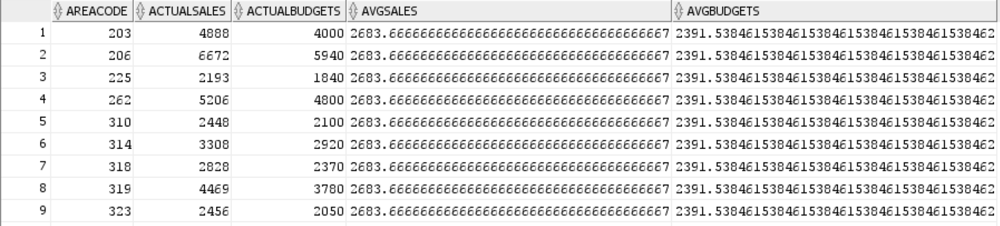 AREACODE ACTUALSALES ACTUALBUDGETS AVGSALES AVGBUDGETS
1 203 4888 4000 2683.666666666666666666666666666666666667 2391.538461538461538461538461538461538462
2 206 6672 5940 2683.666666666666666666666666666666666667 2391.538461538461538461538461538461538462
3 225 2193 1840 2683.666666666666666666666666666666666667 2391.538461538461538461538461538461538462
4 262 5206 4800 2683.666666666666666666666666666666666667 2391.538461538461538461538461538461538462
5 310 2448 2100 2683.666666666666666666666666666666666667 2391.538461538461538461538461538461538462
6 314 3308 2920 2683.666666666666666666666666666666666667 2391.538461538461538461538461538461538462
7 318 2828 2370 2683.666666666666666666666666666666666667 2391.538461538461538461538461538461538462
8 319 4469 3780 2683.666666666666666666666666666666666667 2391.538461538461538461538461538461538462
9 323 2456 2050 2683.666666666666666666666666666666666667 2391.538461538461538461538461538461538462